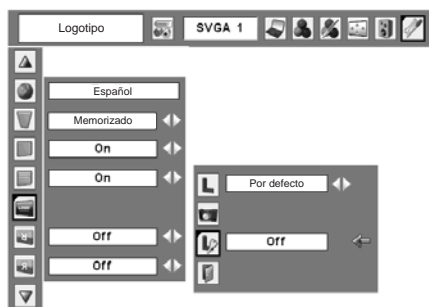 Logotipo
SVGA 1
Español
Memorizado
On
On
Por defecto
Off
Off
Off